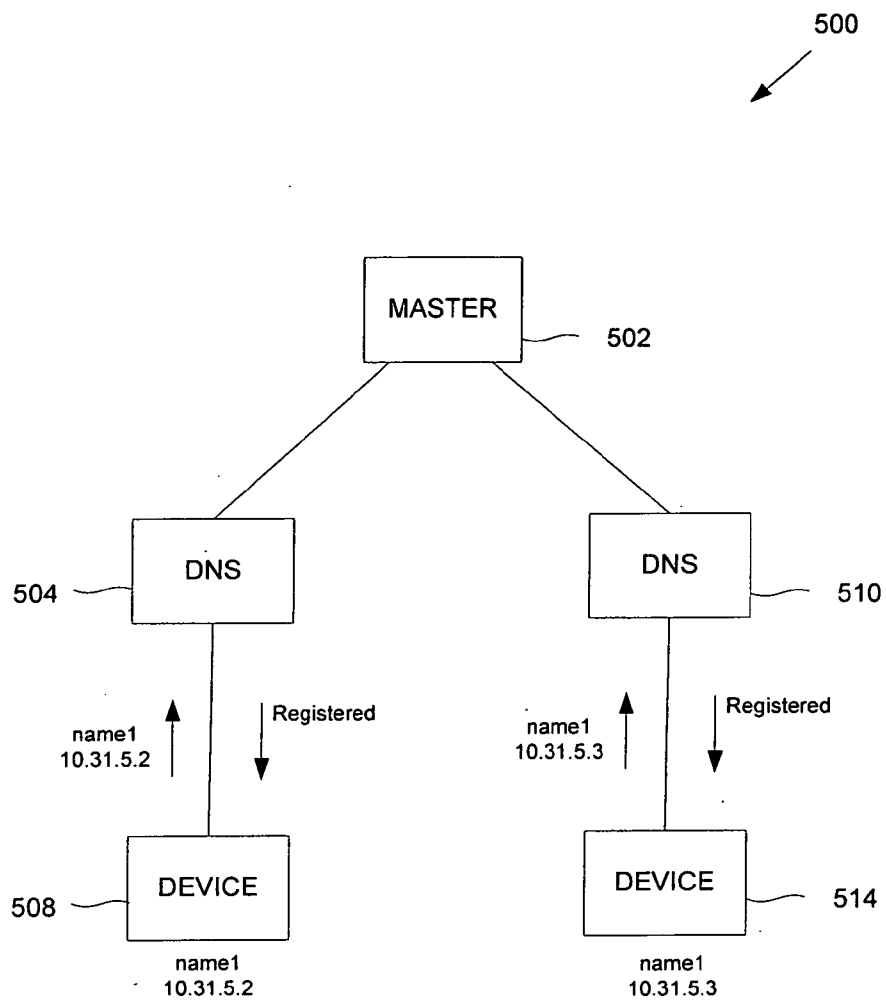 500
MASTER
502
DNS
504
DNS
510
name1
10.31.5.2
Registered
name1
10.31.5.3
Registered
DEVICE
508
DEVICE
514
name1
10.31.5.2
name1
10.31.5.3